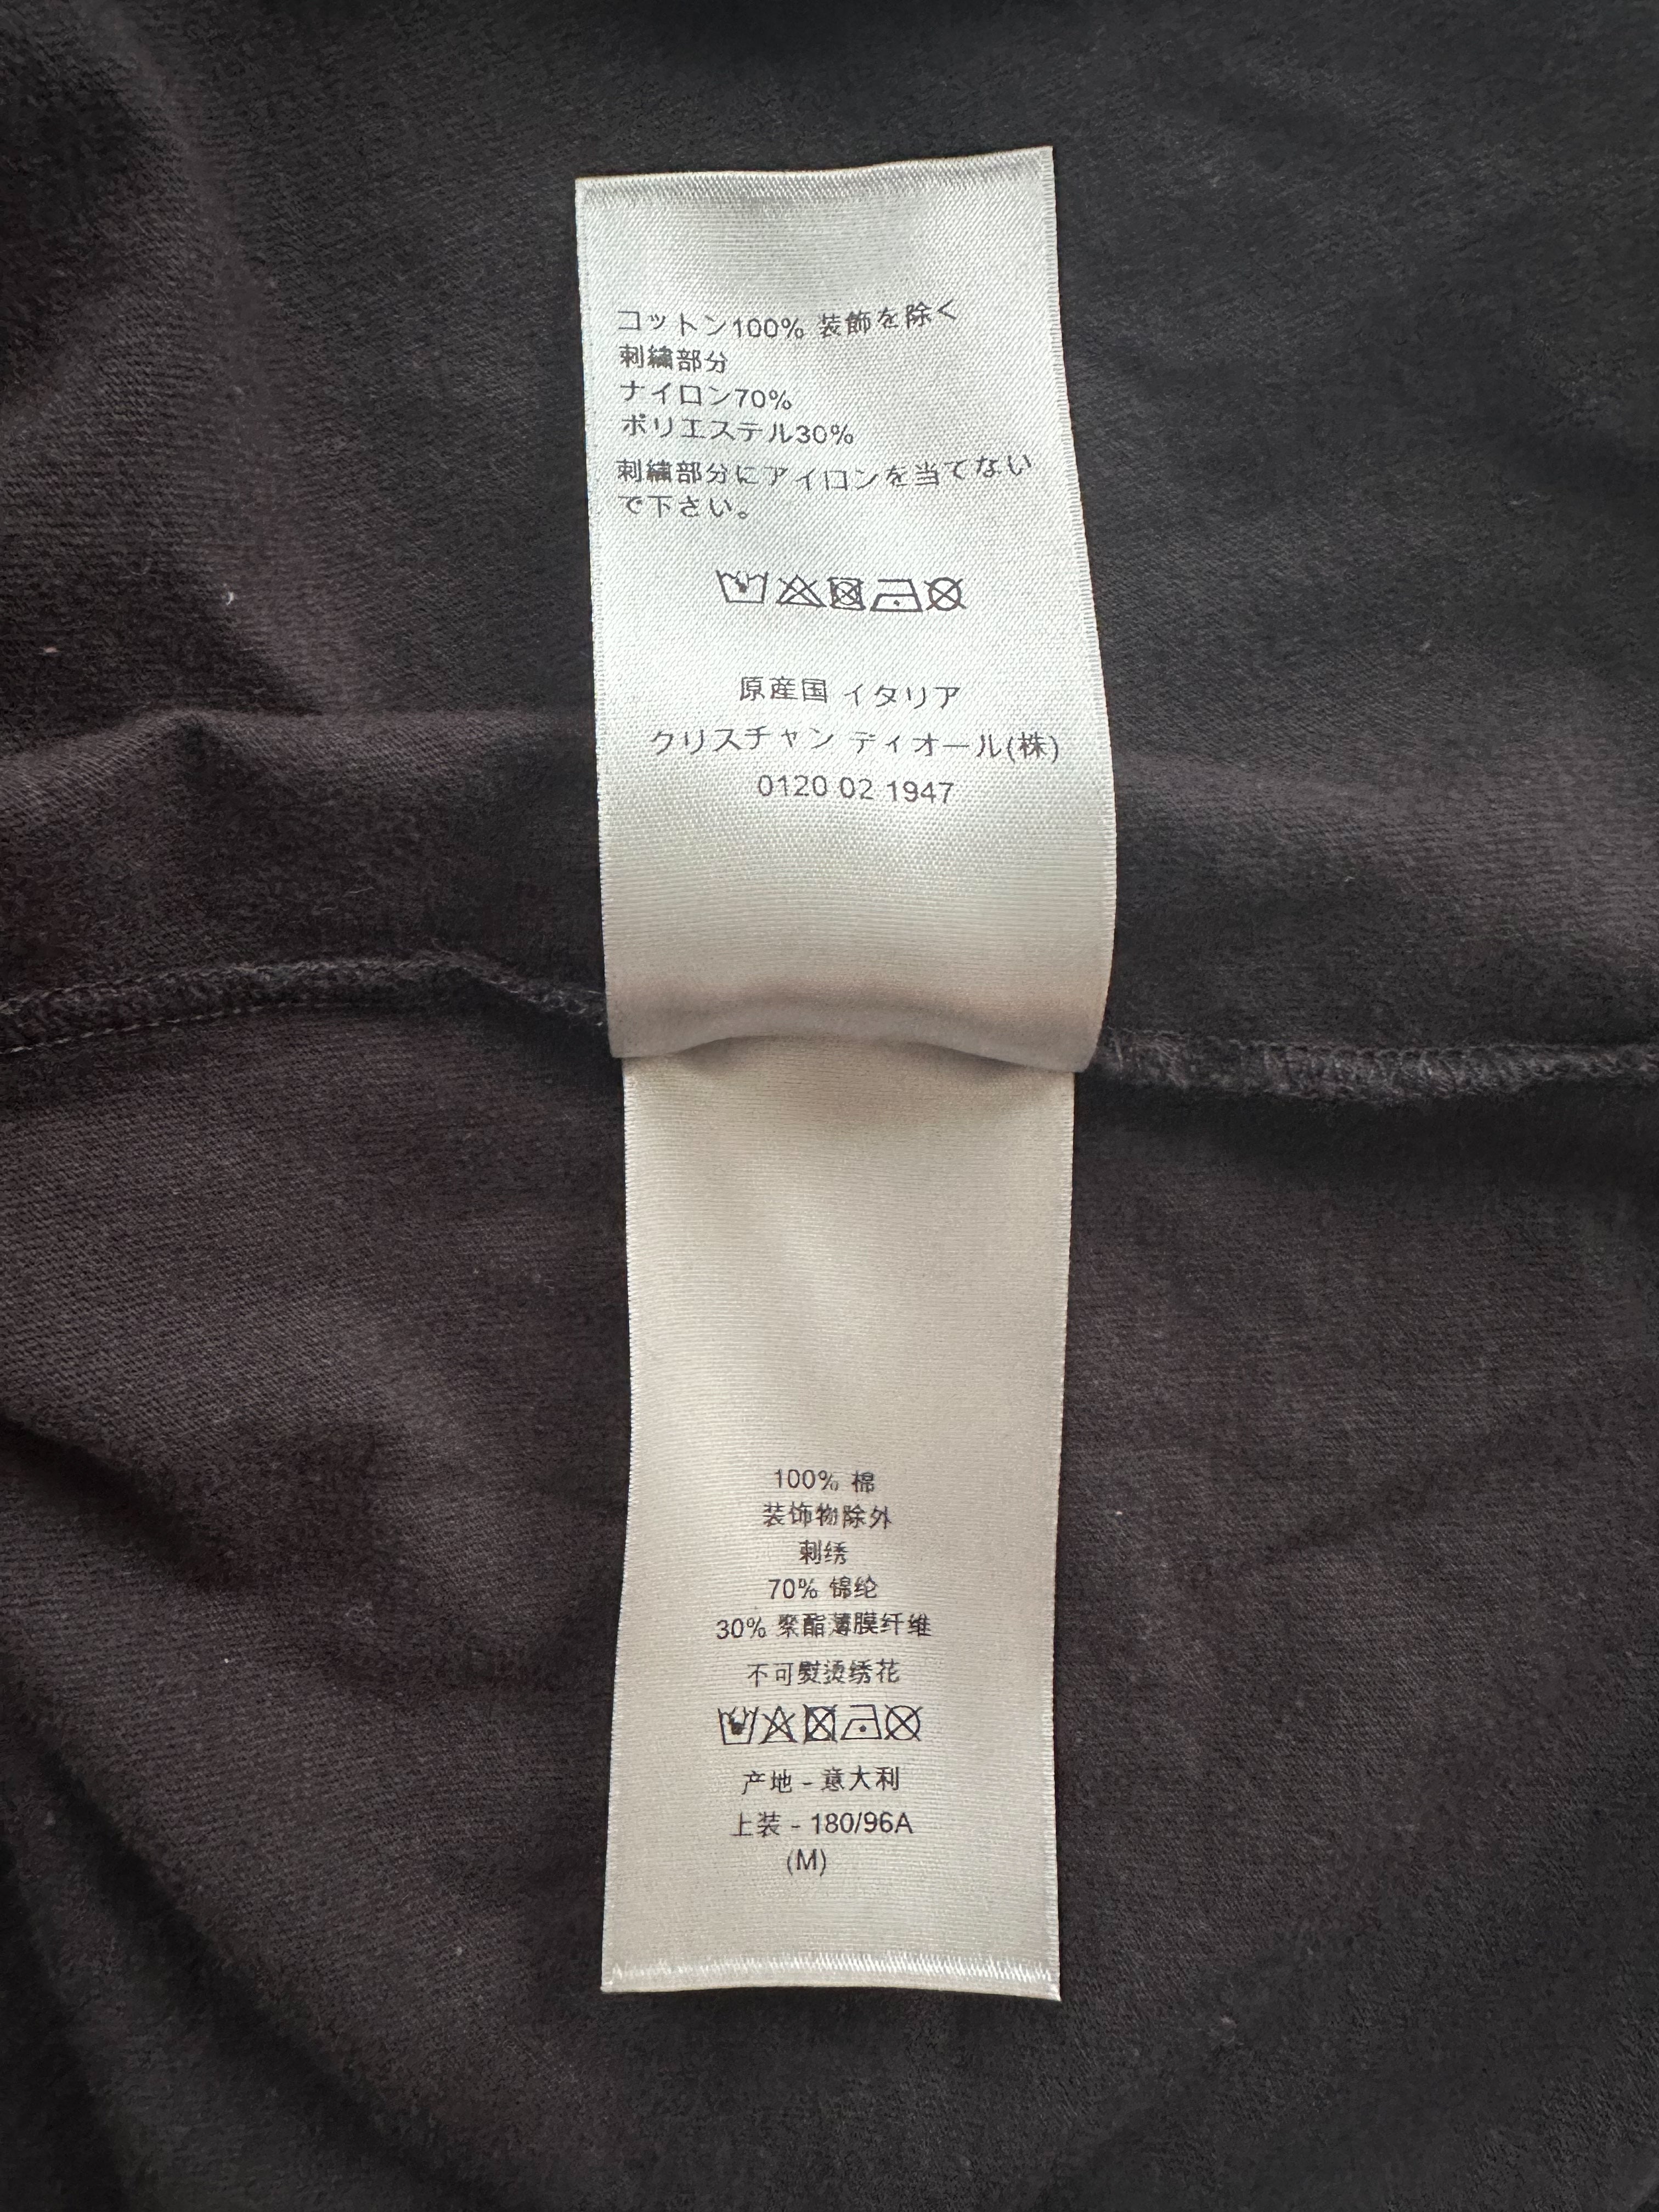 コットン100% 装飾を除く
刺繍部分
ナイロン70%
ポリエステル30%
刺繍部分にアイロンを当てない
で下さい。
原産国 イタリア
クリスチャン ディオール(株)
0120 02 1947
100% 棉
装饰物除外
刺绣
70% 锦纶
30% 聚酯薄膜纤维
不可熨烫绣花
产地 - 意大利
上装 - 180/96A
(M)